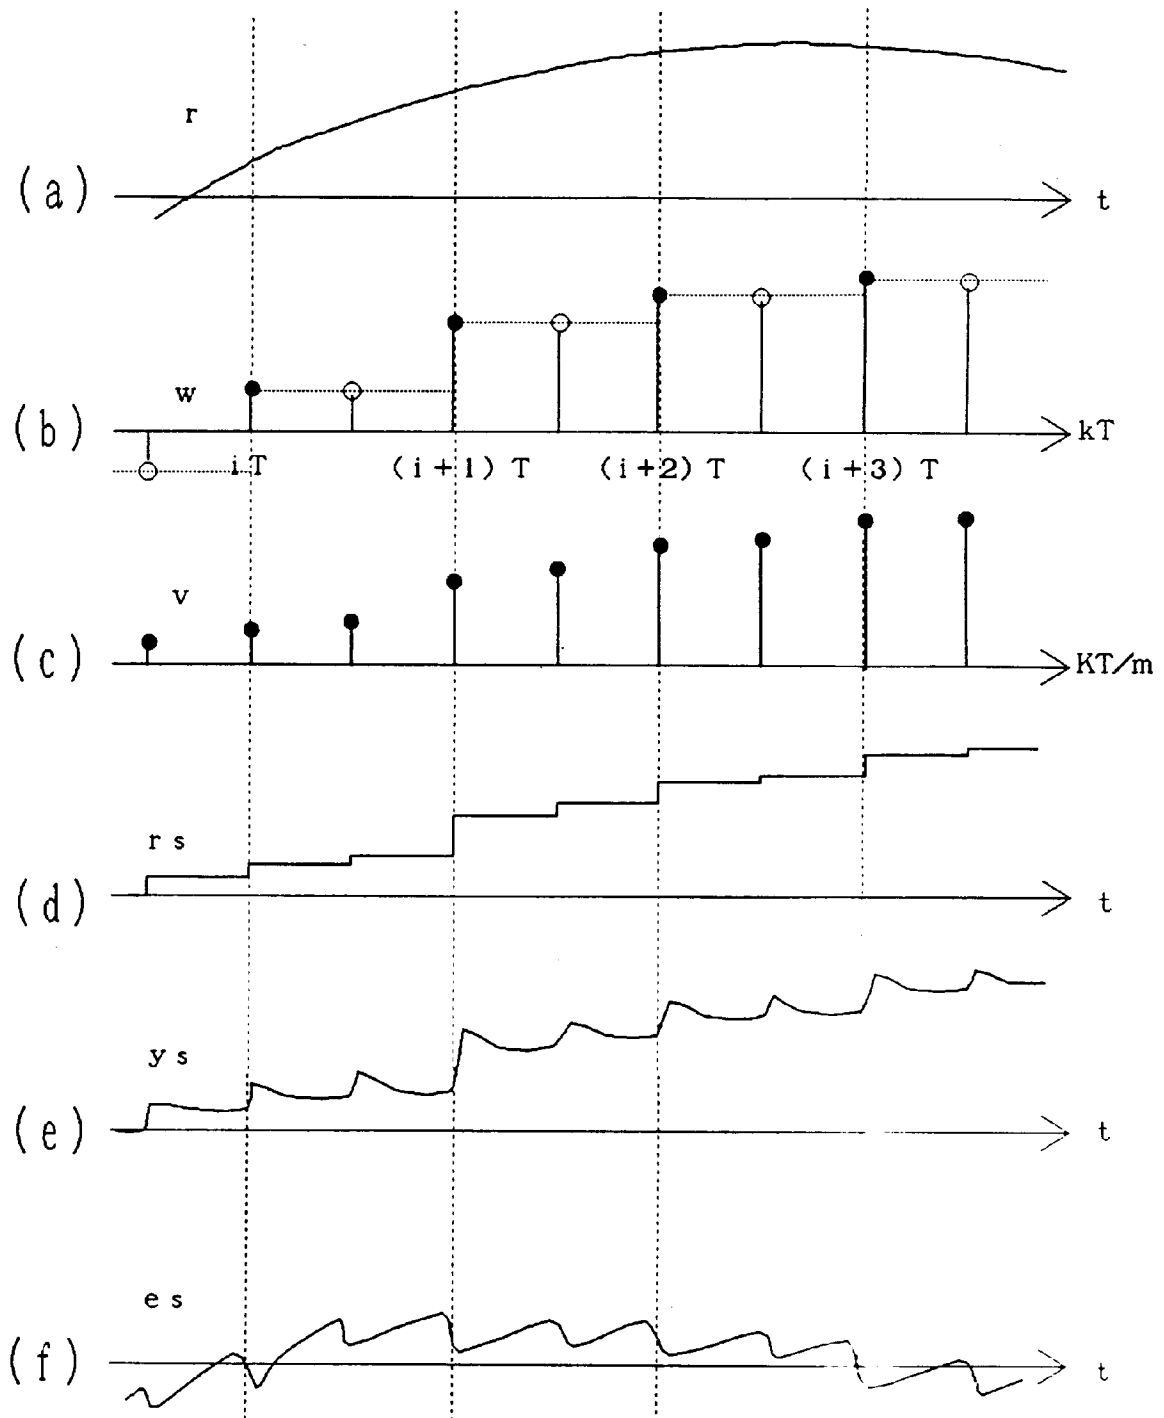 r
(a)
t
w
(b)
kT
iT
(i+1)T
(i+2)T
(i+3)T
v
(c)
KT/m
rs
(d)
t
ys
(e)
t
es
(f)
t